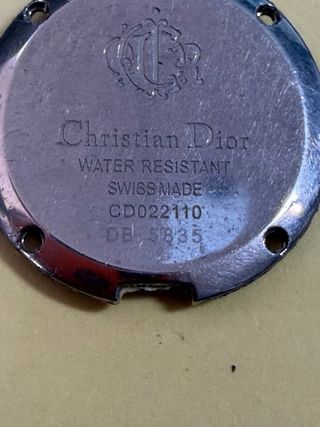 Christian Dior
WATER RESISTANT
SWISS MADE
CD022110
DB 5835